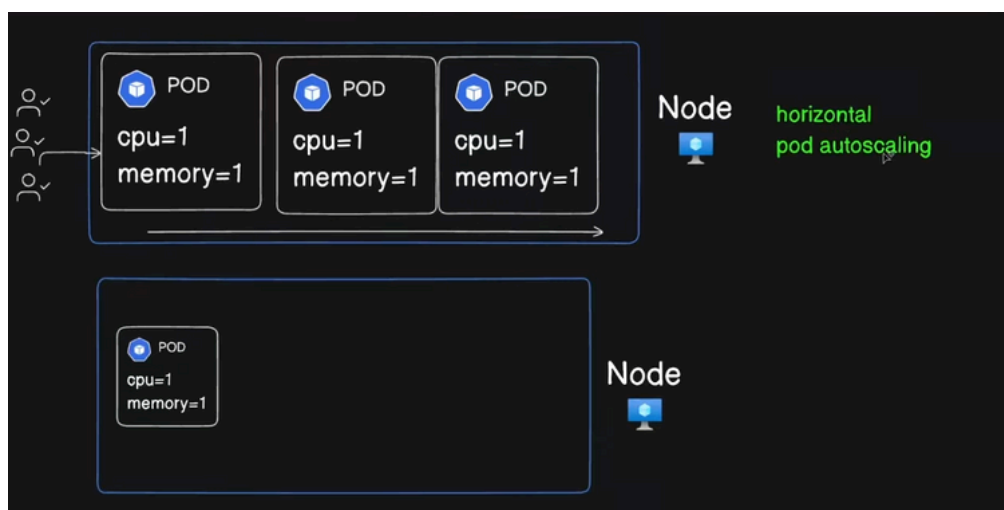 POD
cpu=1
memory=1
POD
cpu=1
memory=1
POD
cpu=1
memory=1
Node
horizontal
pod autoscaling
POD
cpu=1
memory=1
Node